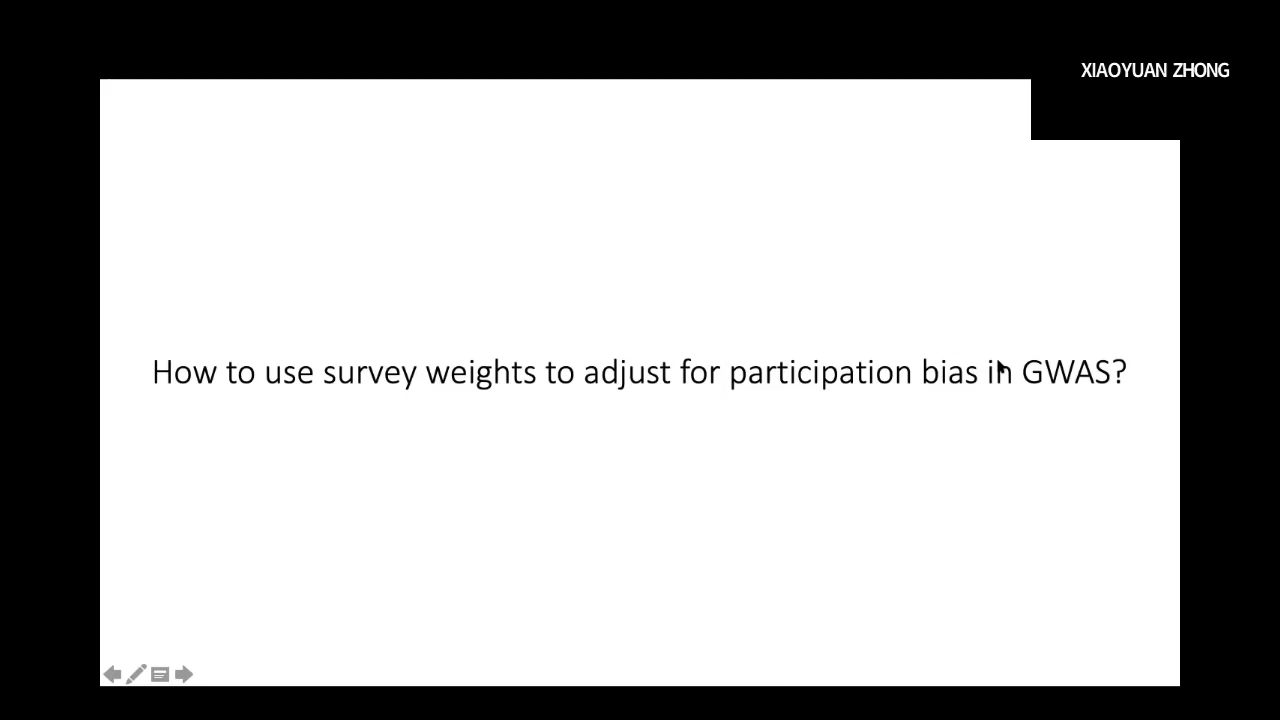 XIAOYUAN ZHONG
How to use survey weights to adjust for participation bias in GWAS?